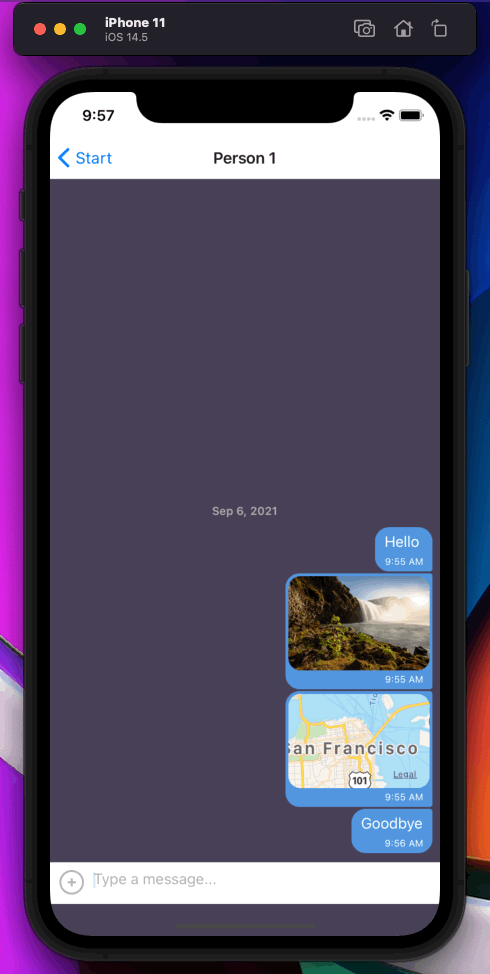 iPhone 11
iOS 14.5
9:57
Start
Person 1
Sep 6, 2021
Hello
9:55 AM
9:55 AM
San Francisco
101
Legal
9:55 AM
Goodbye
9:56 AM
Type a message...